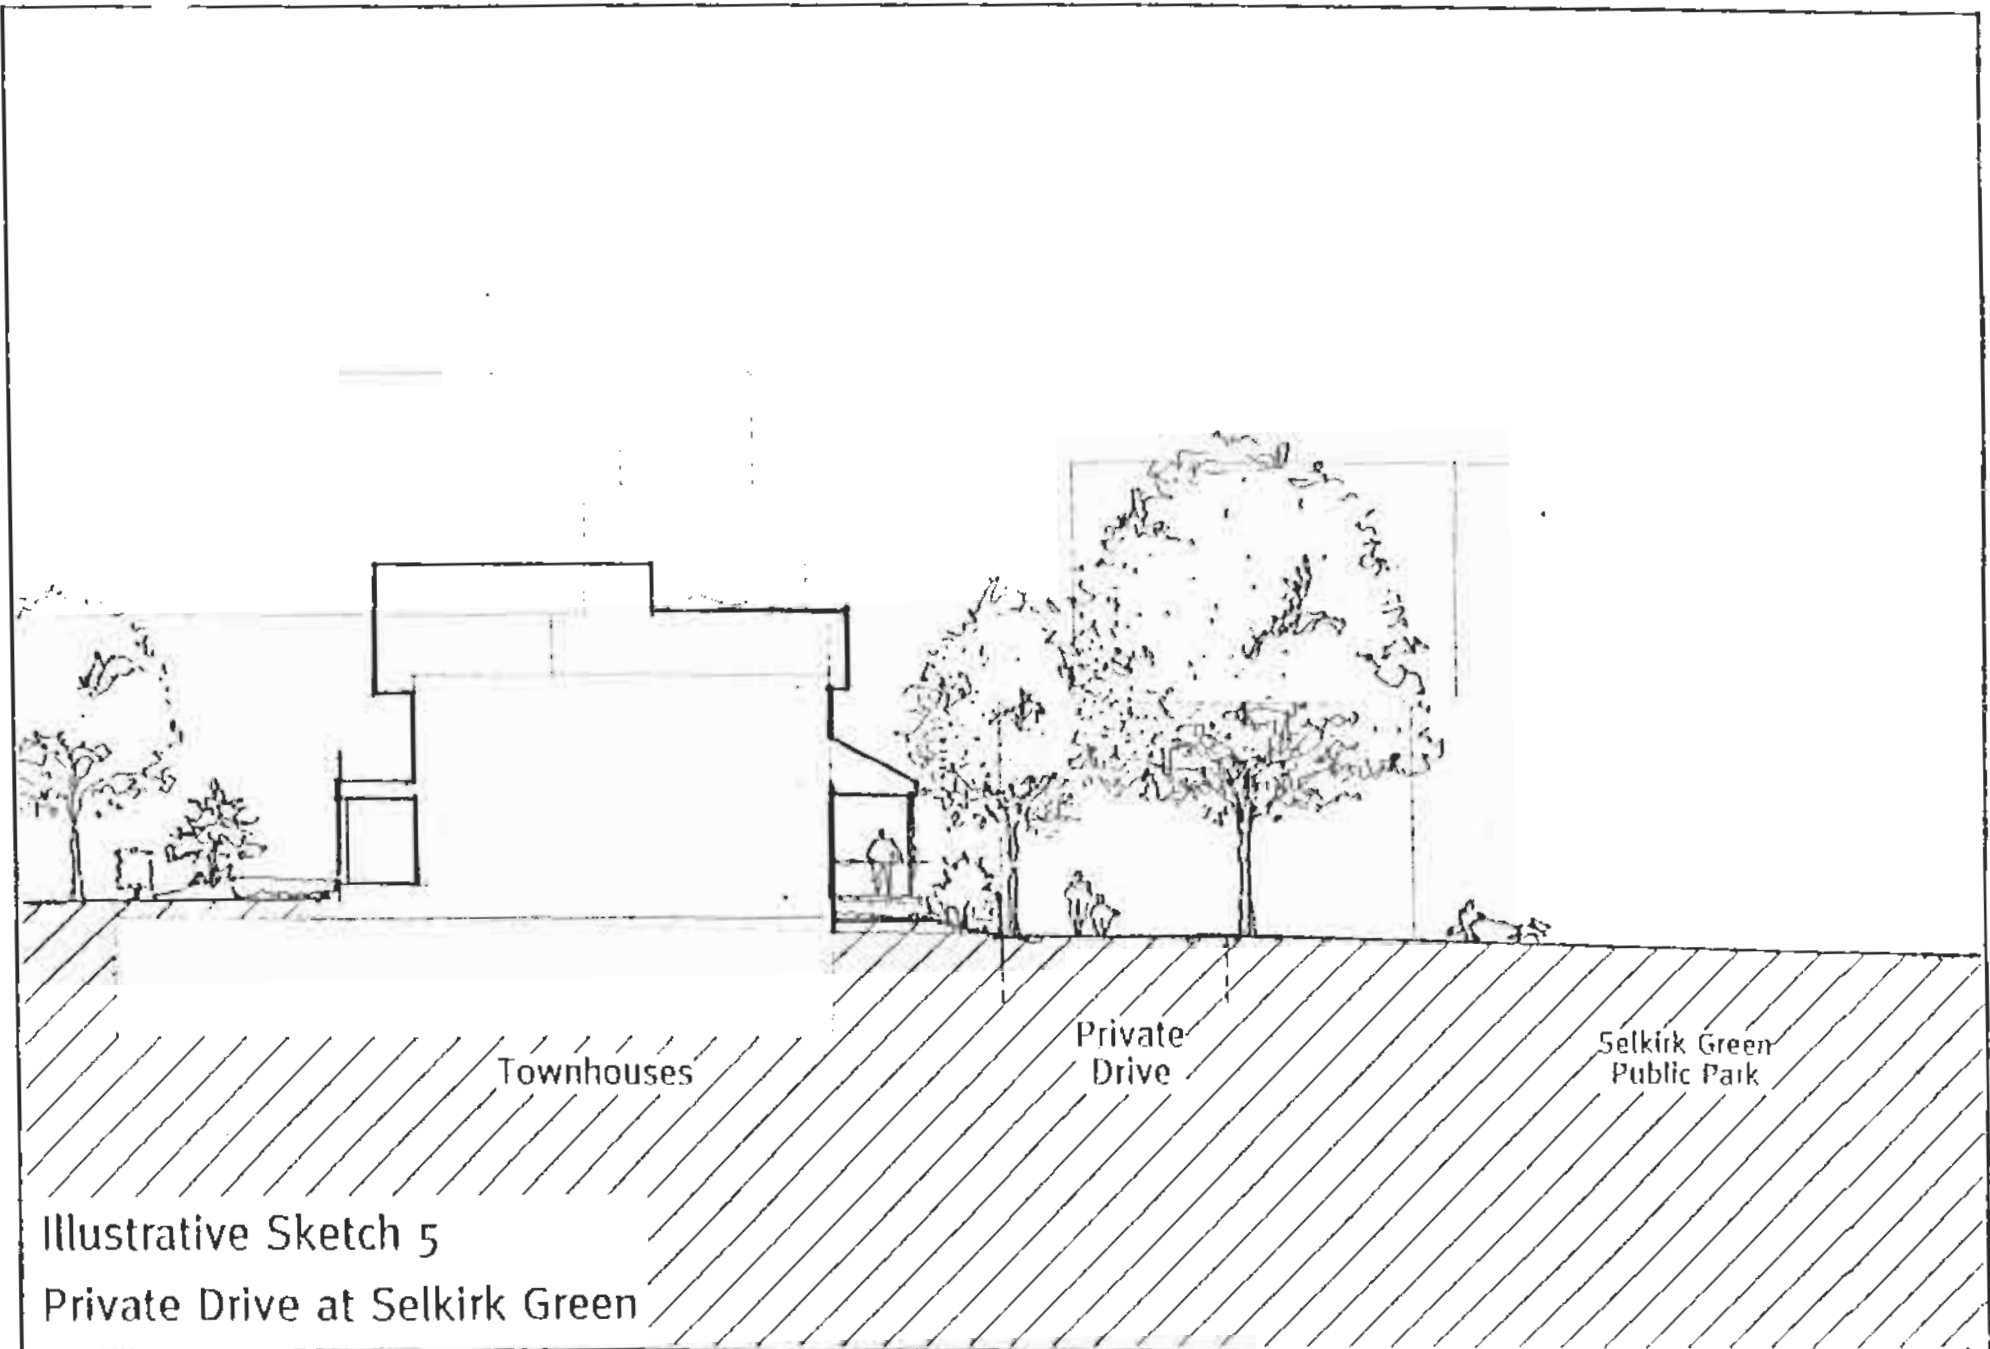 Townhouses
Private
Drive
Selkirk Green
Public Park
Illustrative Sketch 5
Private Drive at Selkirk Green